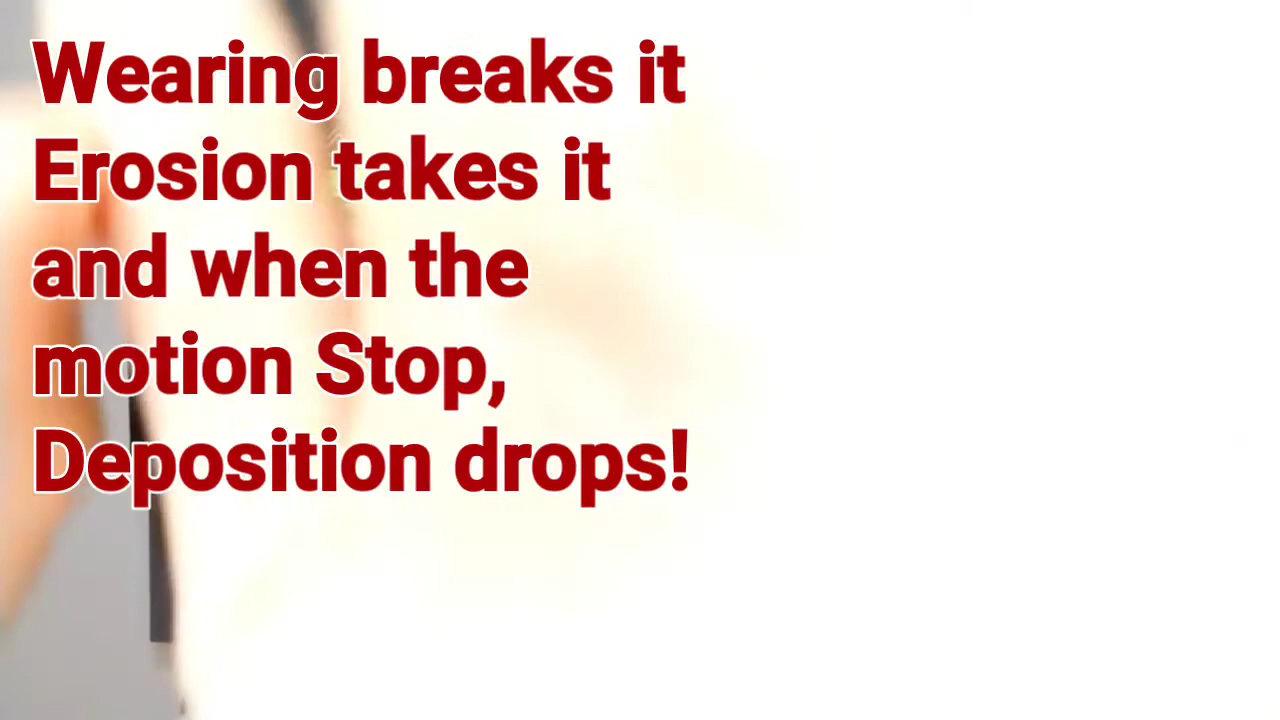 Wearing breaks it
Erosion takes it
and when the
motion Stop,
Deposition drops!